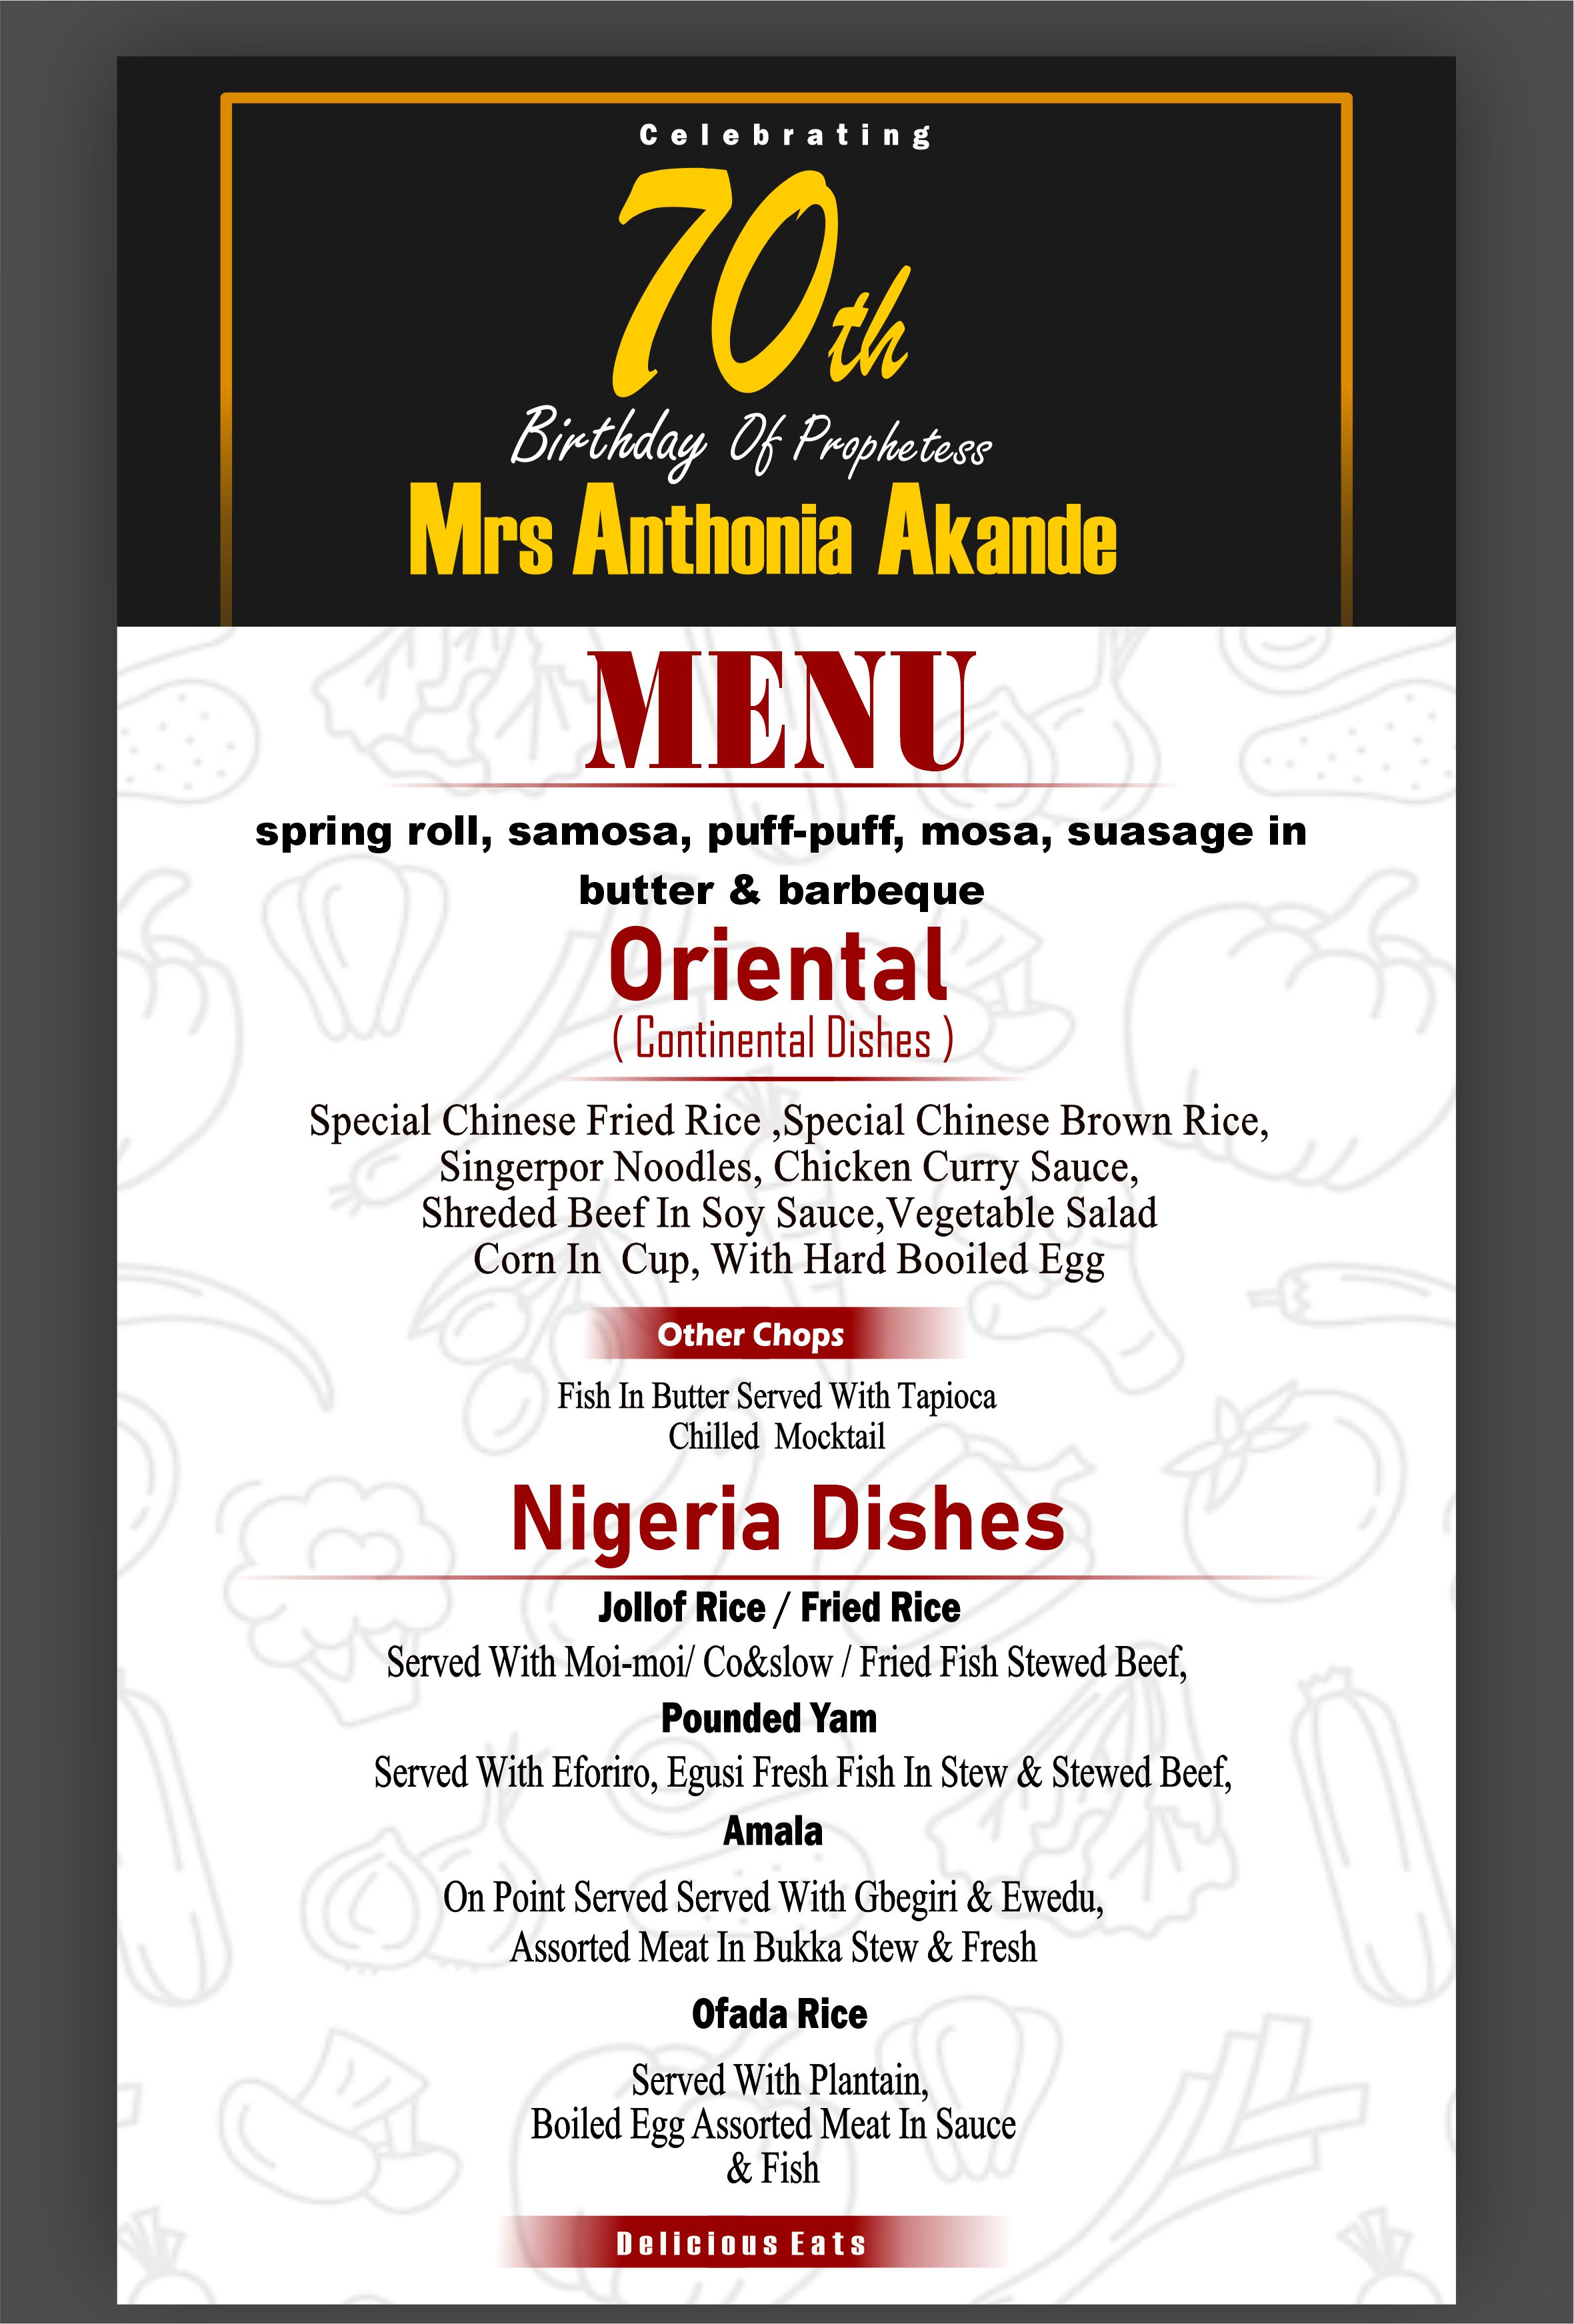 Celebrating
70th
Birthday Of Prophetess
Mrs Anthonia Akande
MENU
spring roll, samosa, puff-puff, mosa, suasage in
butter & barbeque
Oriental
( Continental Dishes )
Special Chinese Fried Rice ,Special Chinese Brown Rice,
Singerpor Noodles, Chicken Curry Sauce,
Shreded Beef In Soy Sauce,Vegetable Salad
Corn In  Cup, With Hard Booiled Egg
Other Chops
Fish In Butter Served With Tapioca
Chilled  Mocktail
Nigeria Dishes
Jollof Rice / Fried Rice
Served With Moi-moi/ Co&slow / Fried Fish Stewed Beef,
Pounded Yam
Served With Eforiro, Egusi Fresh Fish In Stew & Stewed Beef,
Amala
On Point Served Served With Gbegiri & Ewedu,
Assorted Meat In Bukka Stew & Fresh
Ofada Rice
Served With Plantain,
Boiled Egg Assorted Meat In Sauce
& Fish
Delicious Eats